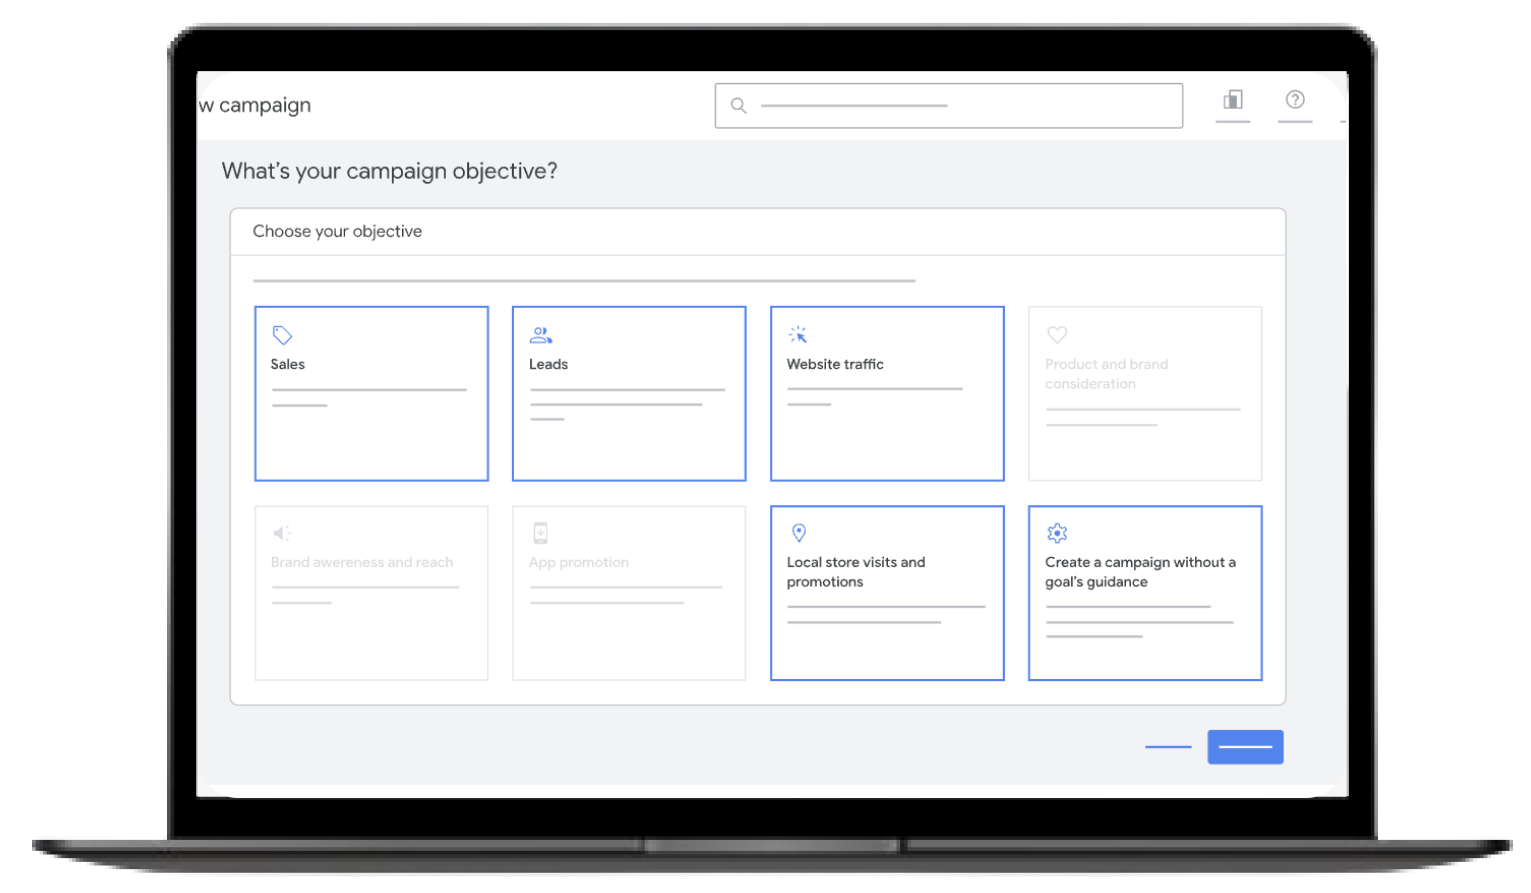 w campaign
What's your campaign objective?
Choose your objective
Sales
Leads
Website traffic
Product and brand
consideration
Brand awereness and reach
App promotion
Local store visits and
promotions
Create a campaign without a
goal's guidance